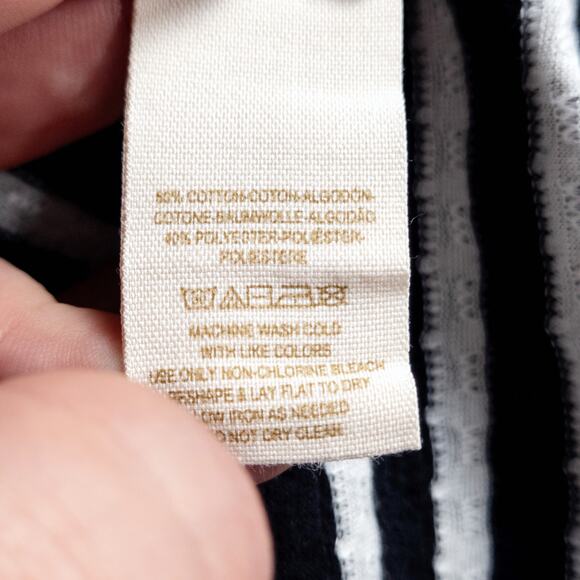 60% COTTON-COTON-ALGODÓN-
COTONE-BAUMWOLLE-ALGODÃO
40% POLYESTER-POLIÉSTER-
POLIESTERE
MACHINE WASH COLD
WITH LIKE COLORS
USE ONLY NON-CHLORINE BLEACH
RESHAPE & LAY FLAT TO DRY
LOW IRON AS NEEDED
DO NOT DRY CLEAN